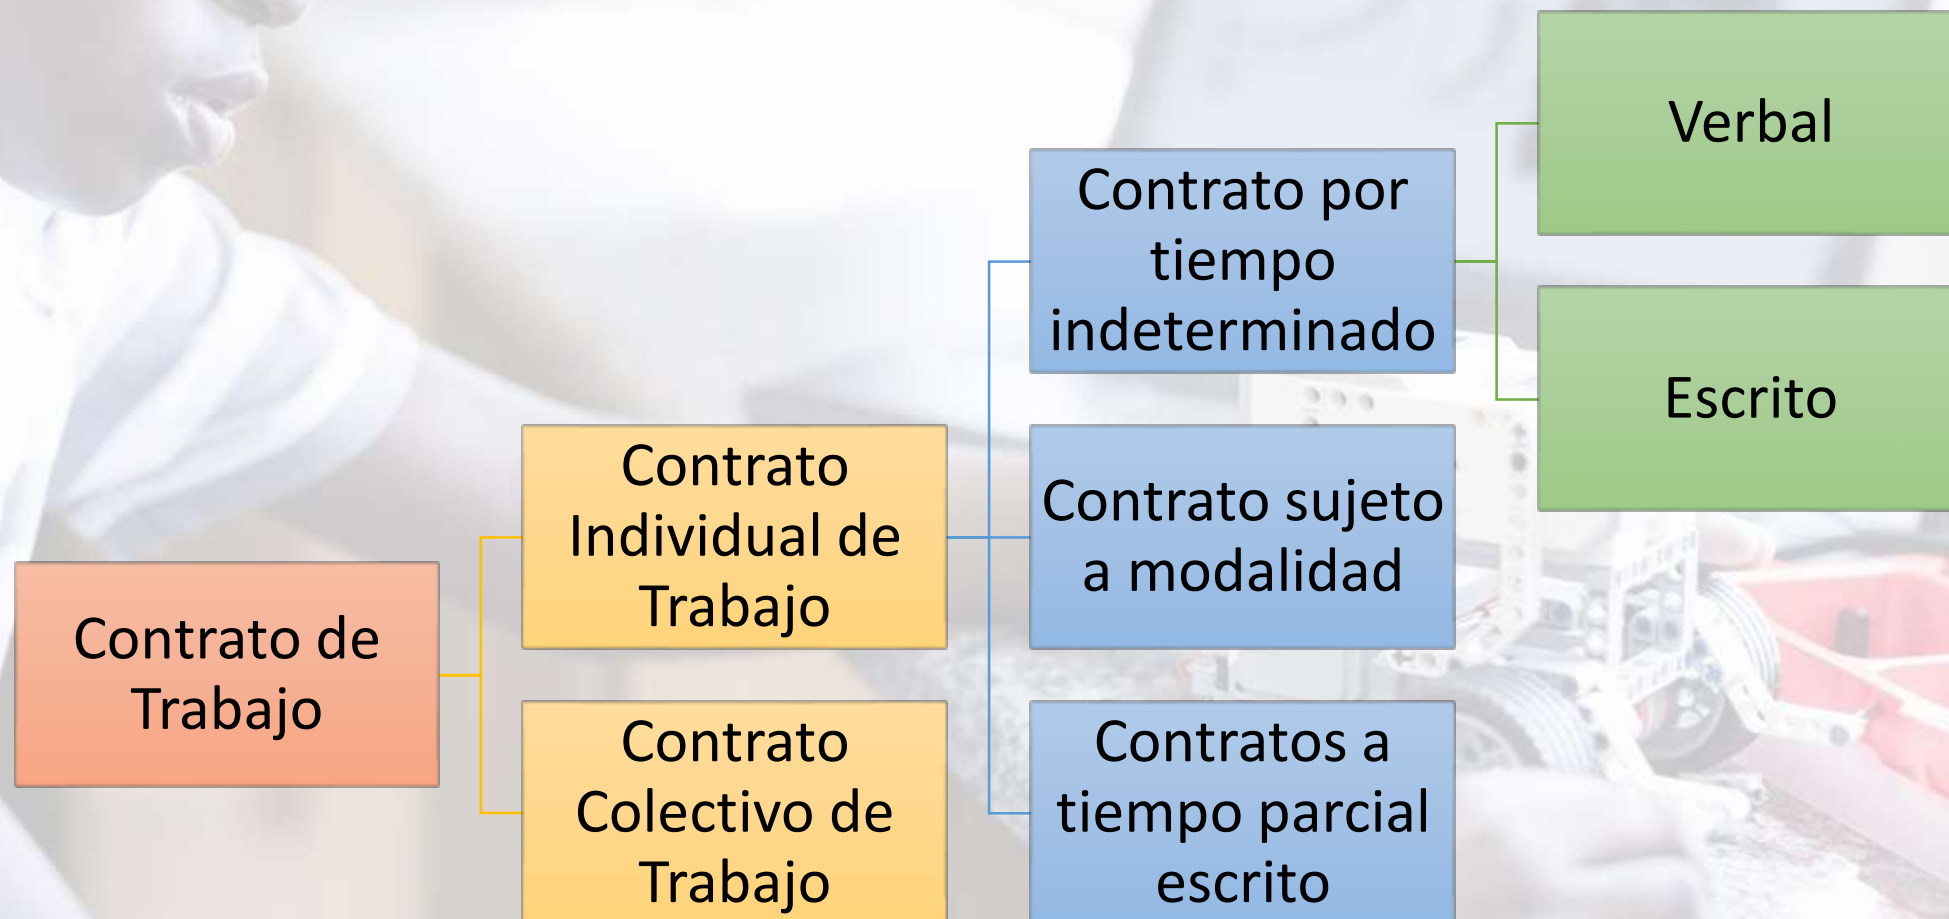 Contrato de
Trabajo
Contrato
Individual de
Trabajo
Contrato
Colectivo de
Trabajo
Contrato por
tiempo
indeterminado
Contrato sujeto
a modalidad
Contratos a
tiempo parcial
escrito
Verbal
Escrito